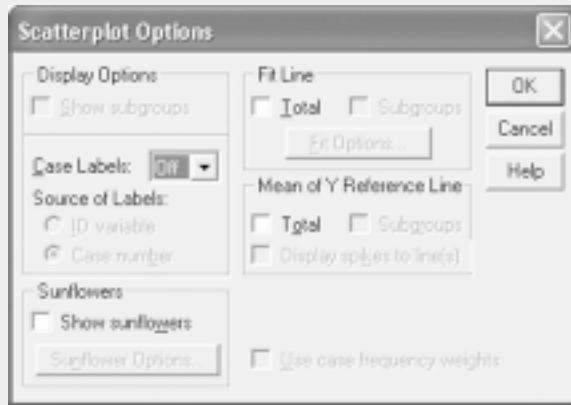 Scatterplot Options
Display Options
Show subgroups
Case Labels: Off
Source of Labels:
ID variable
Case number
Sunflowers
Show sunflowers
Sunflower Options...
Fit Line
Total Subgroups
Fit Options...
Mean of Y Reference Line
Total Subgroups
Display spikes to line(s)
Use case frequency weights
OK
Cancel
Help